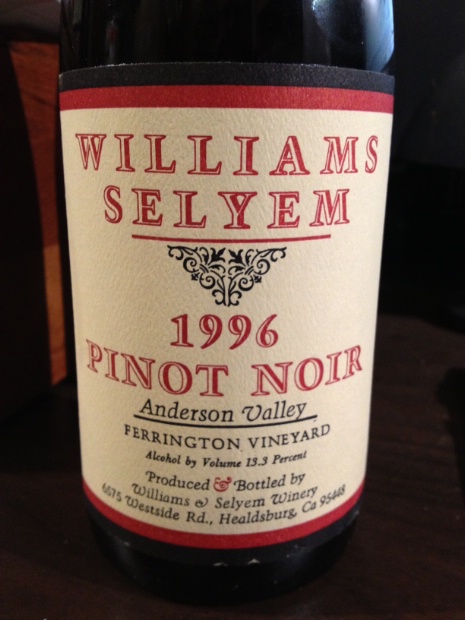 WILLIAMS
SELYEM
1996
PINOT NOIR
Anderson Valley
FERRINGTON VINEYARD
Alcohol by Volume 13.3 Percent
Produced & Bottled by
Williams & Selyem Winery
6575 Westside Rd., Healdsburg, Ca 95448